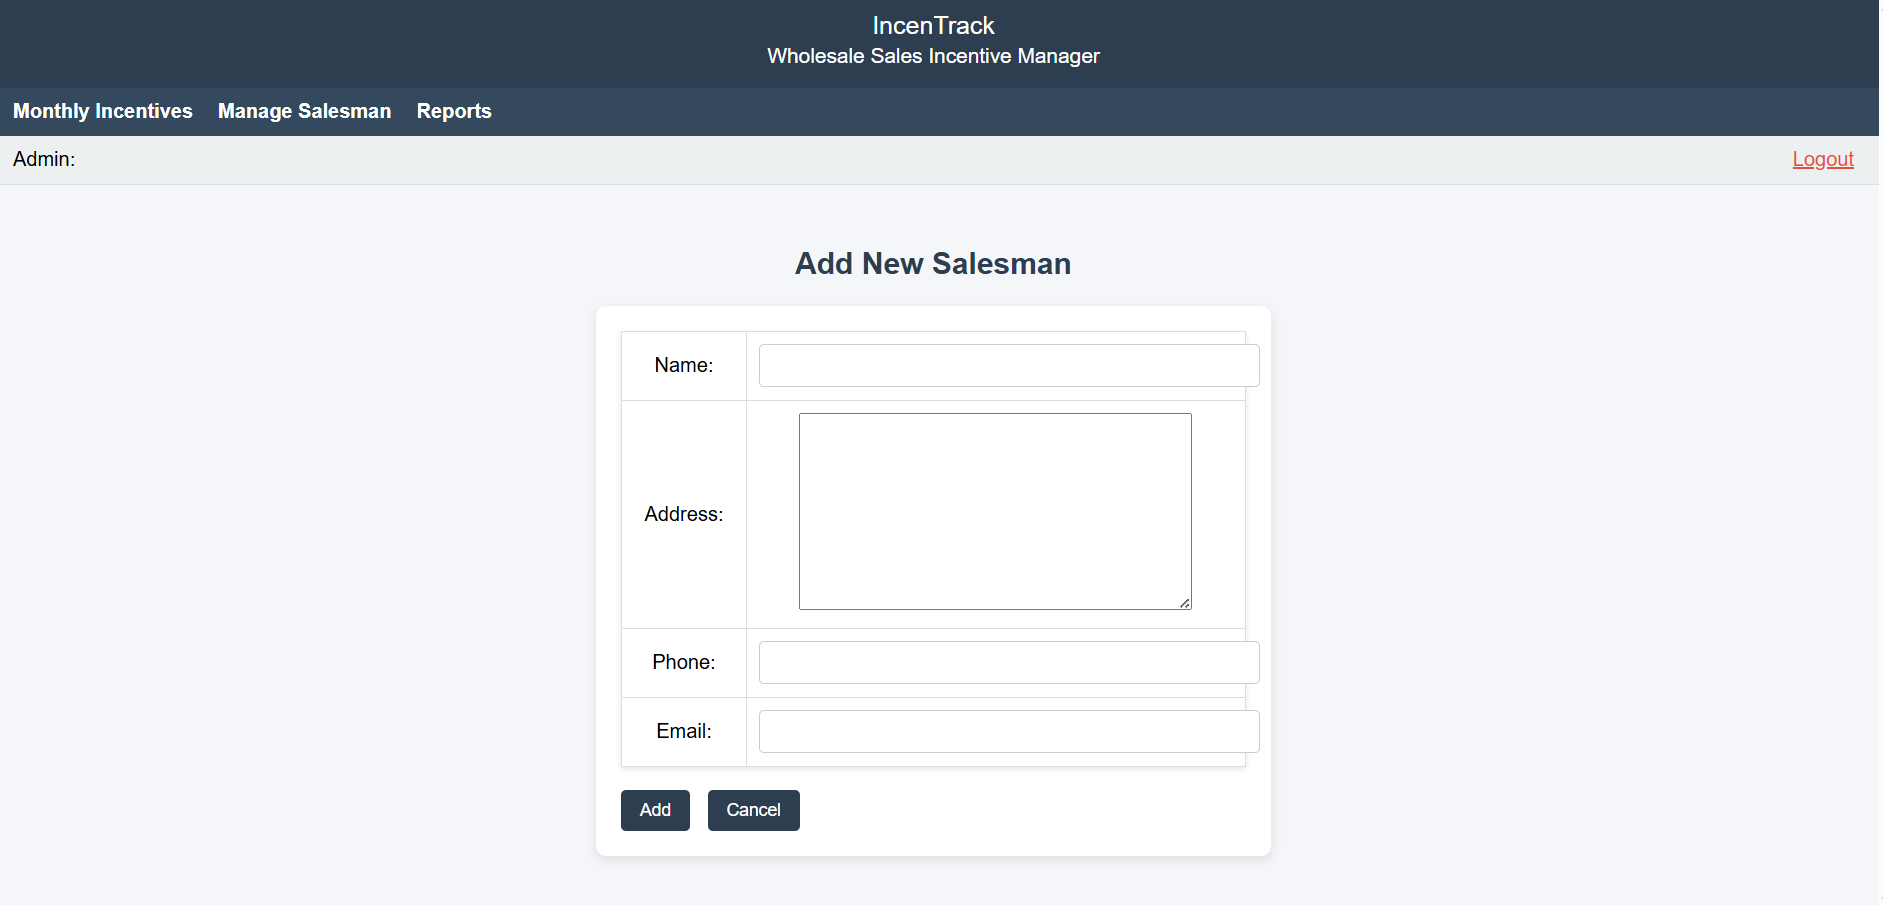 IncenTrack
Wholesale Sales Incentive Manager
Monthly Incentives Manage Salesman Reports
Admin: Logout
Add New Salesman
Name:
Address:
Phone:
Email:
Add Cancel